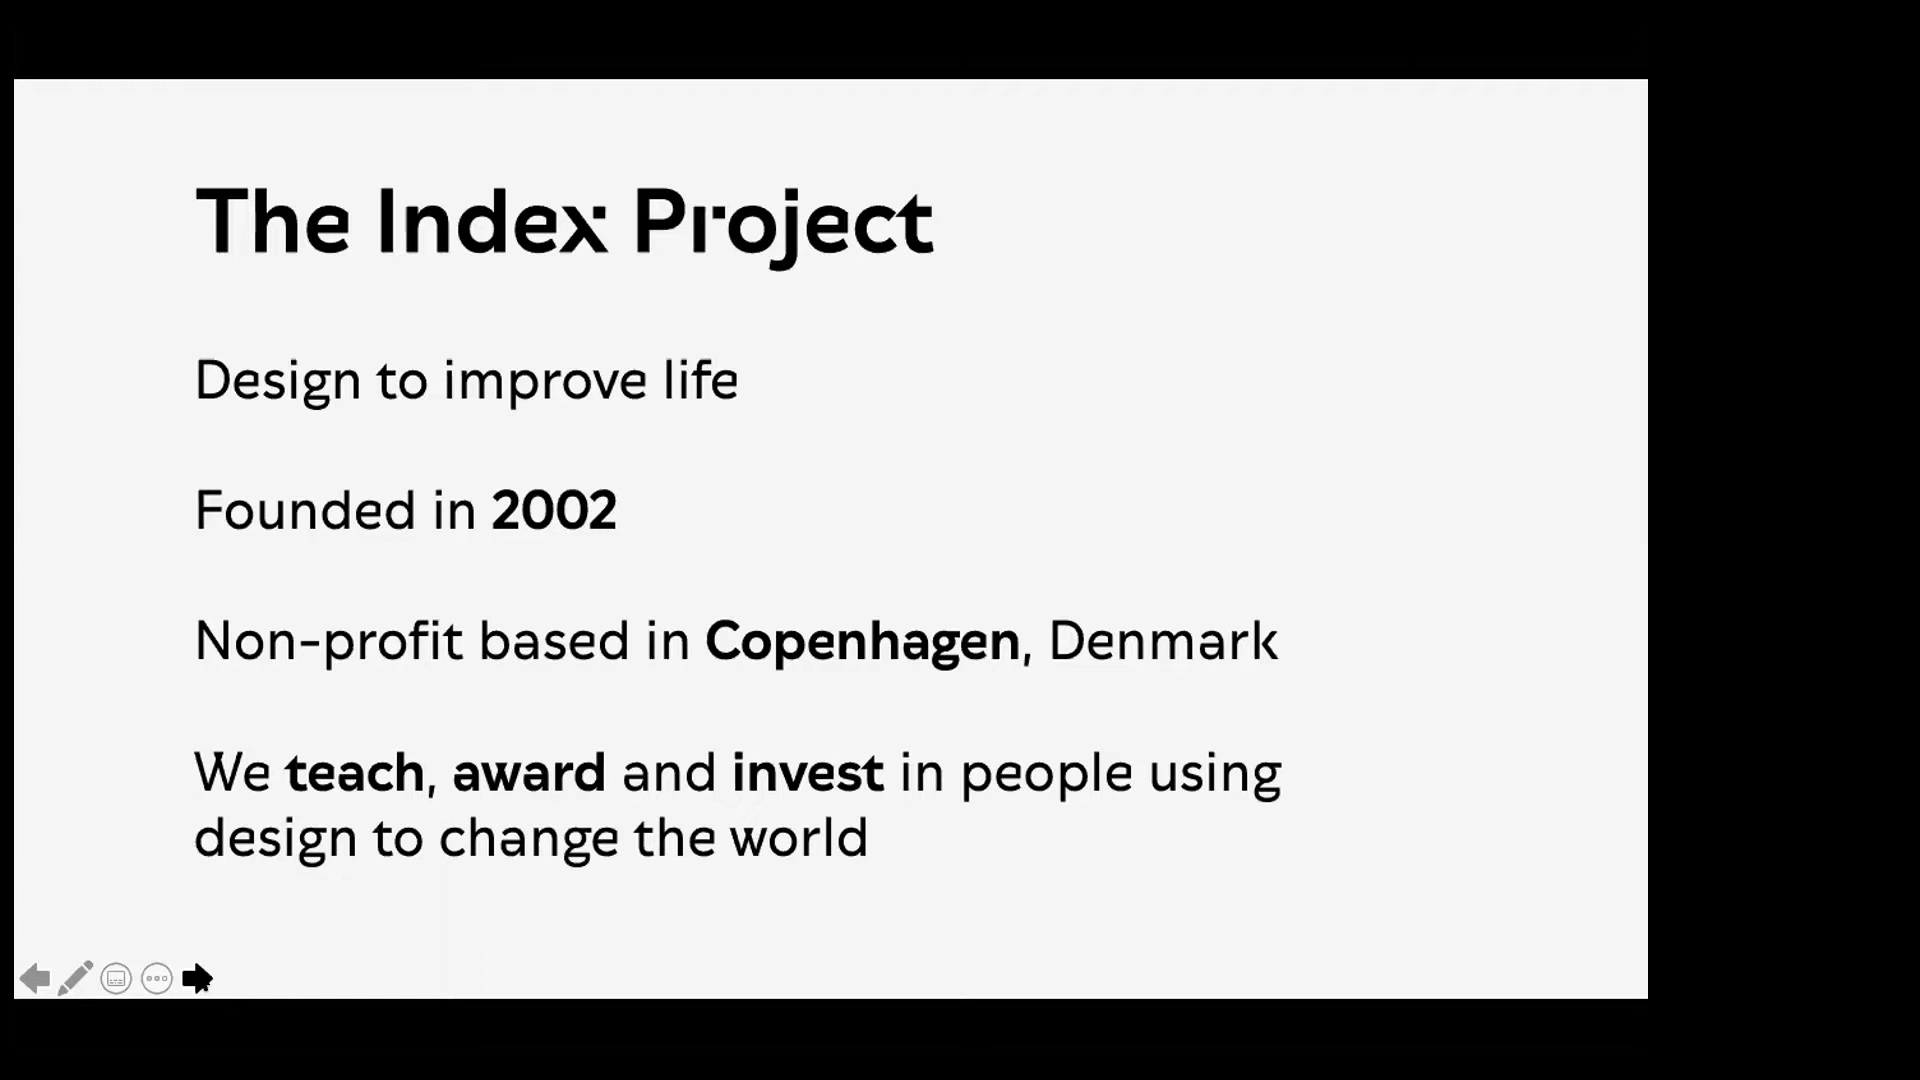 The Index Project
Design to improve life
Founded in 2002
Non-profit based in Copenhagen, Denmark
We teach, award and invest in people using
design to change the world